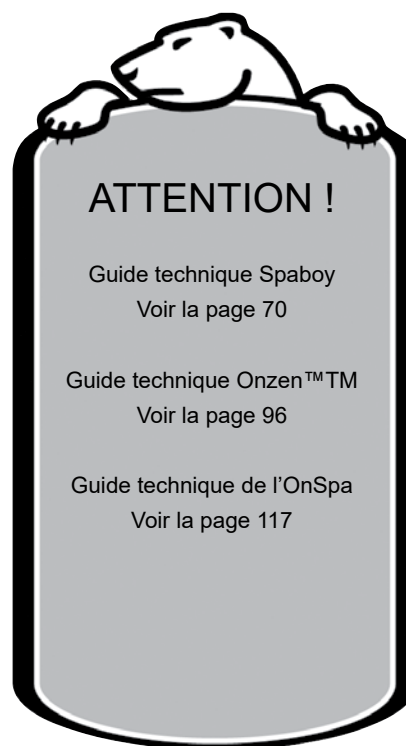 ATTENTION !
Guide technique Spaboy
Voir la page 70
Guide technique Onzen™TM
Voir la page 96
Guide technique de l’OnSpa
Voir la page 117